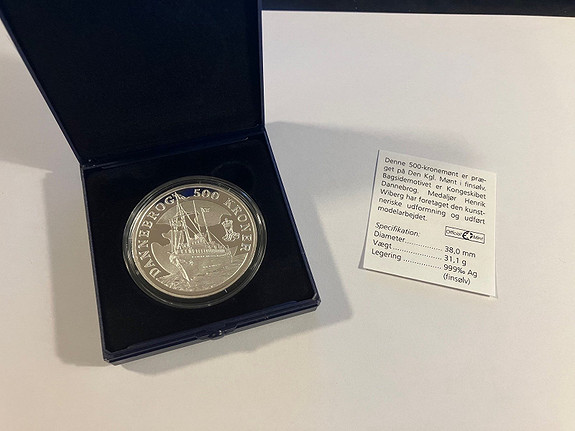 DANNEBROG 500 KRONER
Denne 500-kronemønt er præ-
get på Den Kgl. Mønt i finsølv.
Bagsidemotivet er Kongeskibet
Dannebrog. Medaljør Henrik
Wiberg har foretaget den kunst-
neriske udformning og udført
modelarbejdet.
Official Mint
Specifikation:
Diameter.............. 38,0 mm
Vægt.................... 31,1 g
Legering ............. 999‰ Ag
(finsølv)